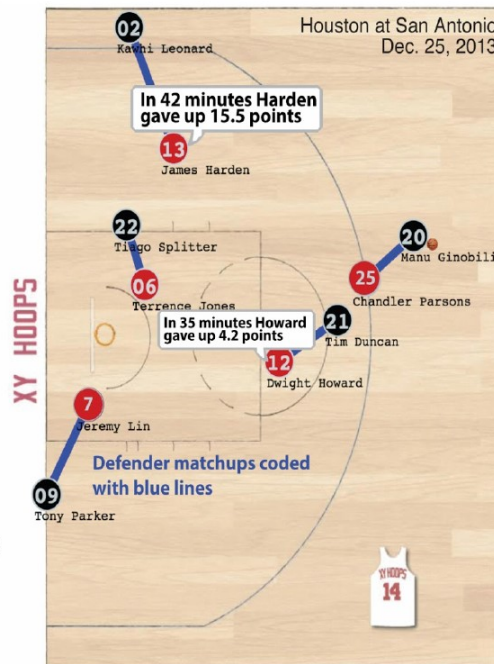 Houston at San Antonio
Dec. 25, 2013
02
Kawhi Leonard
In 42 minutes Harden
gave up 15.5 points
13
James Harden
22
Tiago Splitter
20
Manu Ginobili
06
Terrence Jones
25
Chandler Parsons
XY HOOPS
In 35 minutes Howard
gave up 4.2 points
21
Tim Duncan
12
Dwight Howard
7
Jeremy Lin
Defender matchups coded
with blue lines
09
Tony Parker
XY HOOPS
14